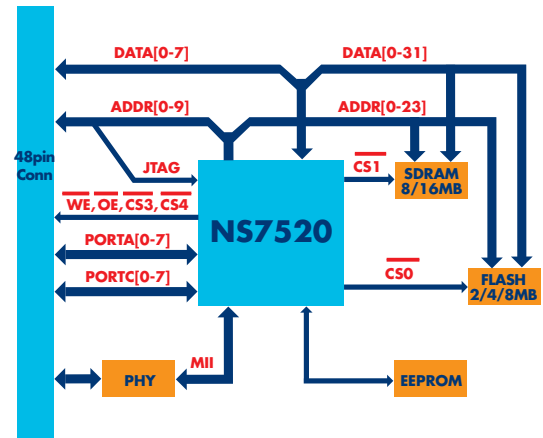 DATA[0-7]
DATA[0-31]
ADDR[0-9]
ADDR[0-23]
48pin
Conn
JTAG
CS1
SDRAM
8/16MB
WE, OE, CS3, CS4
NS7520
PORTA[0-7]
CS0
FLASH
2/4/8MB
PORTC[0-7]
MII
PHY
EEPROM